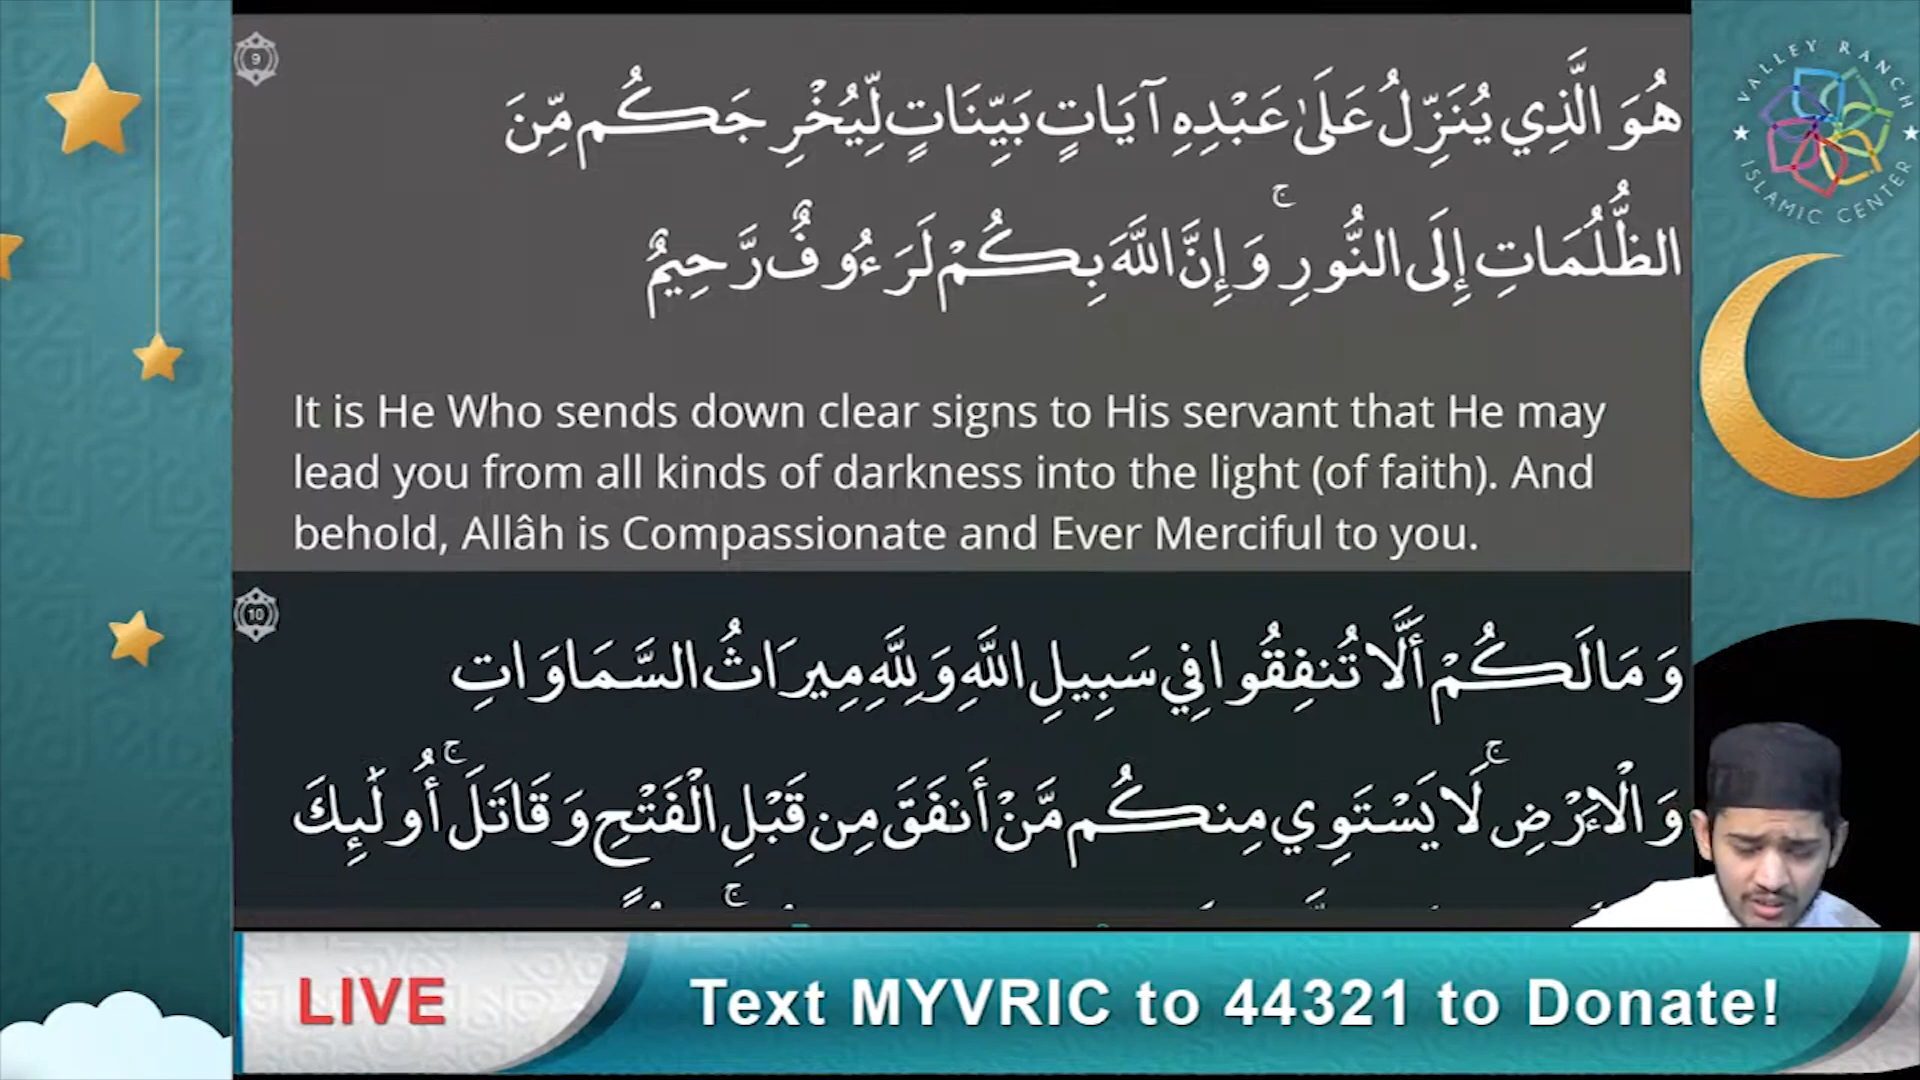 9
هُوَ الَّذِي يُنَزِّلُ عَلَىٰ عَبْدِهِ آيَاتٍ بَيِّنَاتٍ لِّيُخْرِجَكُم مِّنَ
الظُّلُمَاتِ إِلَى النُّورِ ۚ وَإِنَّ اللَّهَ بِكُمْ لَرَءُوفٌ رَّحِيمٌ
It is He Who sends down clear signs to His servant that He may
lead you from all kinds of darkness into the light (of faith). And
behold, Allâh is Compassionate and Ever Merciful to you.
10
وَمَا لَكُمْ أَلَّا تُنفِقُوا فِي سَبِيلِ اللَّهِ وَلِلَّهِ مِيرَاثُ السَّمَاوَاتِ
وَالْأَرْضِ ۚ لَا يَسْتَوِي مِنكُم مَّنْ أَنفَقَ مِن قَبْلِ الْفَتْحِ وَقَاتَلَ ۚ أُولَٰئِكَ
VALLEY RANCH
ISLAMIC CENTER
LIVE
Text MYVRIC to 44321 to Donate!